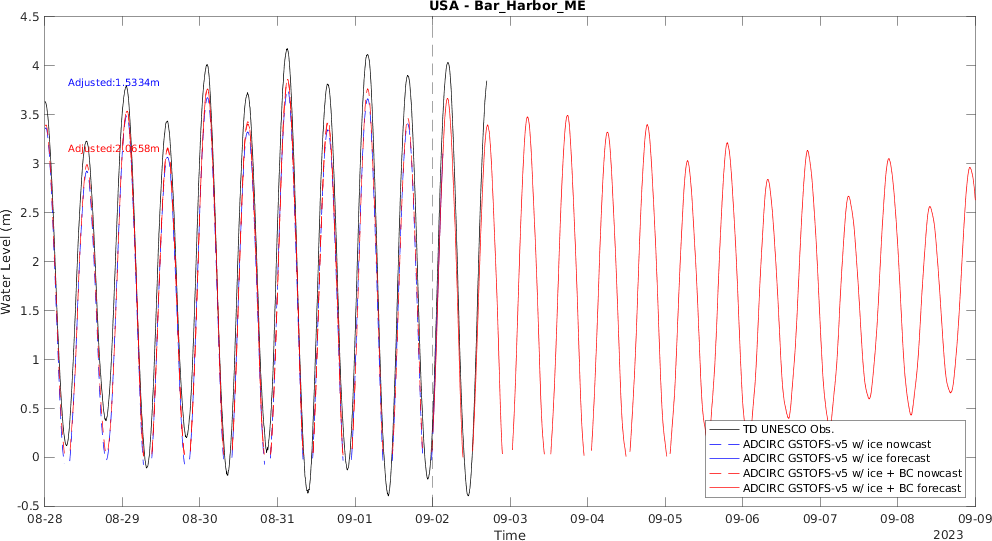 USA - Bar_Harbor_ME
4.5
4
3.5
3
2.5
2
1.5
1
0.5
0
-0.5
Water Level (m)
Adjusted:1.5334m
Adjusted:2.0658m
TD UNESCO Obs.
ADCIRC GSTOFS-v5 w/ ice nowcast
ADCIRC GSTOFS-v5 w/ ice forecast
ADCIRC GSTOFS-v5 w/ ice + BC nowcast
ADCIRC GSTOFS-v5 w/ ice + BC forecast
08-28 08-29 08-30 08-31 09-01 09-02 09-03 09-04 09-05 09-06 09-07 09-08 09-09
Time
2023